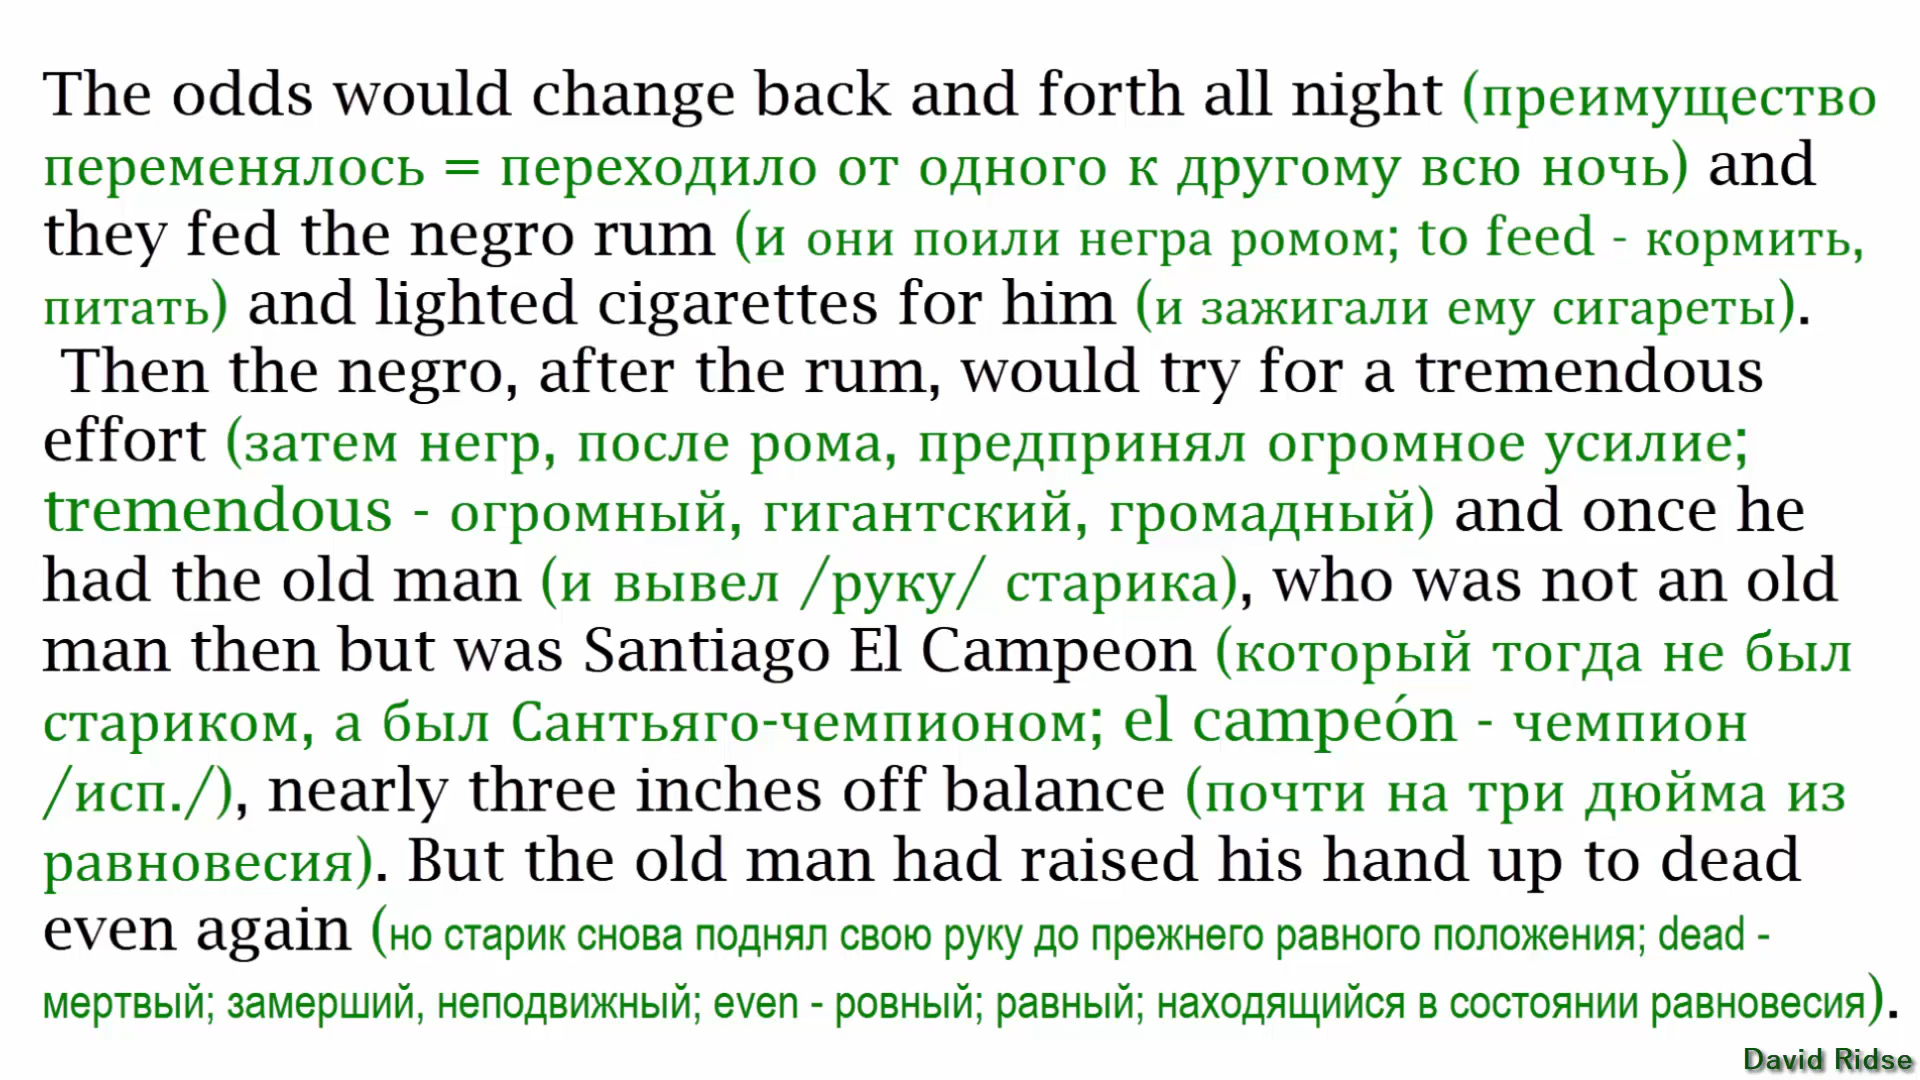 The odds would change back and forth all night (преимущество
переменялось = переходило от одного к другому всю ночь) and
they fed the negro rum (и они поили негра ромом; to feed - кормить,
питать) and lighted cigarettes for him (и зажигали ему сигареты).
Then the negro, after the rum, would try for a tremendous
effort (затем негр, после рома, предпринял огромное усилие;
tremendous - огромный, гигантский, громадный) and once he
had the old man (и вывел /руку/ старика), who was not an old
man then but was Santiago El Campeon (который тогда не был
стариком, а был Сантьяго-чемпионом; el campeón - чемпион
/исп./), nearly three inches off balance (почти на три дюйма из
равновесия). But the old man had raised his hand up to dead
even again (но старик снова поднял свою руку до прежнего равного положения; dead -
мертвый; замерший, неподвижный; even - ровный; равный; находящийся в состоянии равновесия).
David Ridse